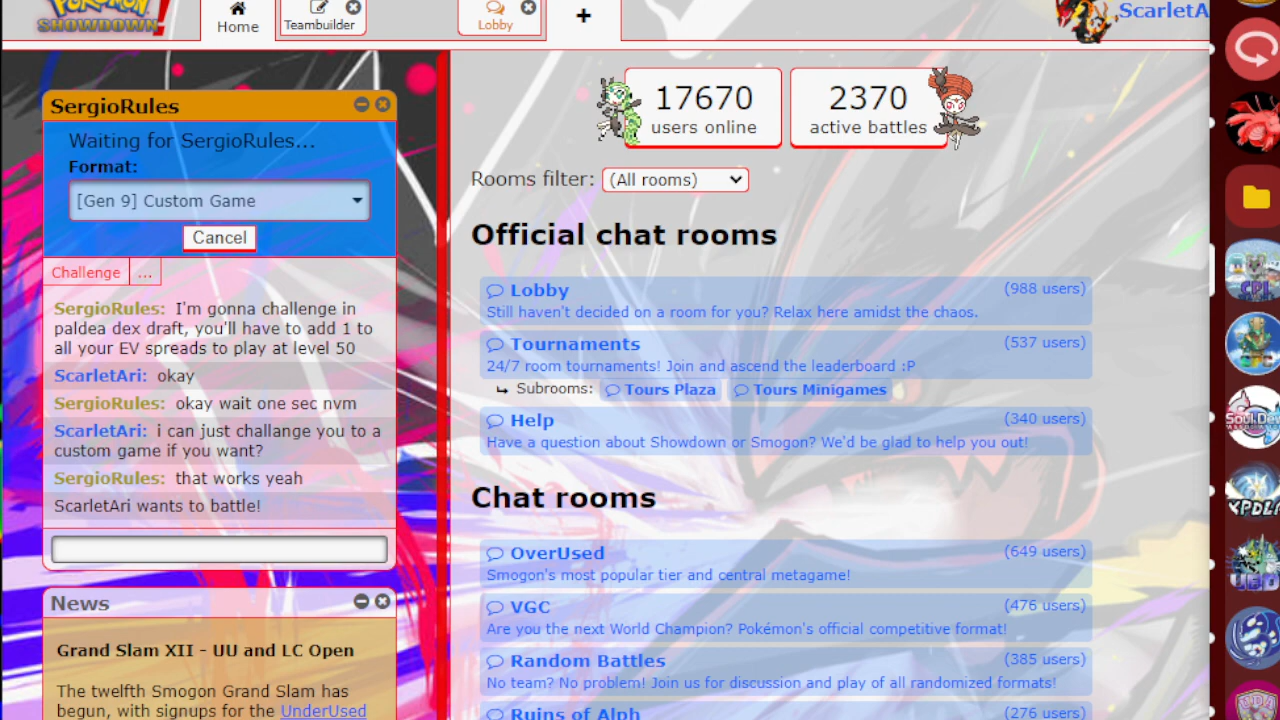 POKÉMON
SHOWDOWN!
Home
Teambuilder
Lobby
+
ScarletA
SergioRules
Waiting for SergioRules...
Format:
[Gen 9] Custom Game
Cancel
Challenge
...
SergioRules: I'm gonna challenge in
paldea dex draft, you'll have to add 1 to
all your EV spreads to play at level 50
ScarletAri: okay
SergioRules: okay wait one sec nvm
ScarletAri: i can just challange you to a
custom game if you want?
SergioRules: that works yeah
ScarletAri wants to battle!
News
Grand Slam XII - UU and LC Open
The twelfth Smogon Grand Slam has
begun, with signups for the UnderUsed
17670
users online
2370
active battles
Rooms filter: (All rooms)
Official chat rooms
Lobby (988 users)
Still haven't decided on a room for you? Relax here amidst the chaos.
Tournaments (537 users)
24/7 room tournaments! Join and ascend the leaderboard :P
Subrooms: Tours Plaza Tours Minigames
Help (340 users)
Have a question about Showdown or Smogon? We'd be glad to help you out!
Chat rooms
OverUsed (649 users)
Smogon's most popular tier and central metagame!
VGC (476 users)
Are you the next World Champion? Pokémon's official competitive format!
Random Battles (385 users)
No team? No problem! Join us for discussion and play of all randomized formats!
Ruins of Alph (276 users)
CPL
UBD